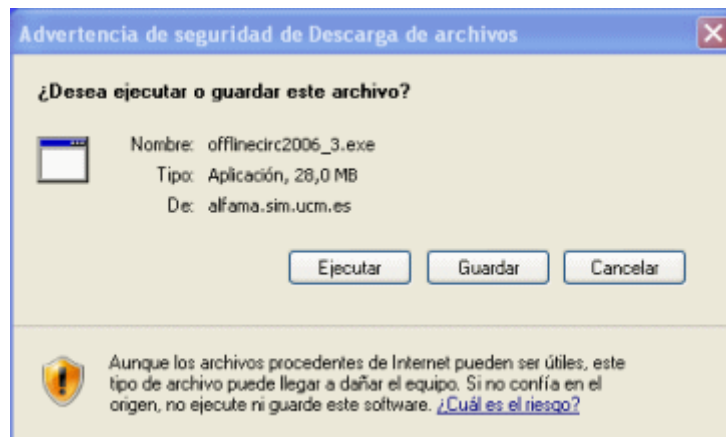 Advertencia de seguridad de Descarga de archivos
¿Desea ejecutar o guardar este archivo?
Nombre: offlinecirc2006_3.exe
Tipo: Aplicación, 28,0 MB
De: alfama.sim.ucm.es
Ejecutar Guardar Cancelar
Aunque los archivos procedentes de Internet pueden ser útiles, este
tipo de archivo puede llegar a dañar el equipo. Si no confía en el
origen, no ejecute ni guarde este software. ¿Cuál es el riesgo?